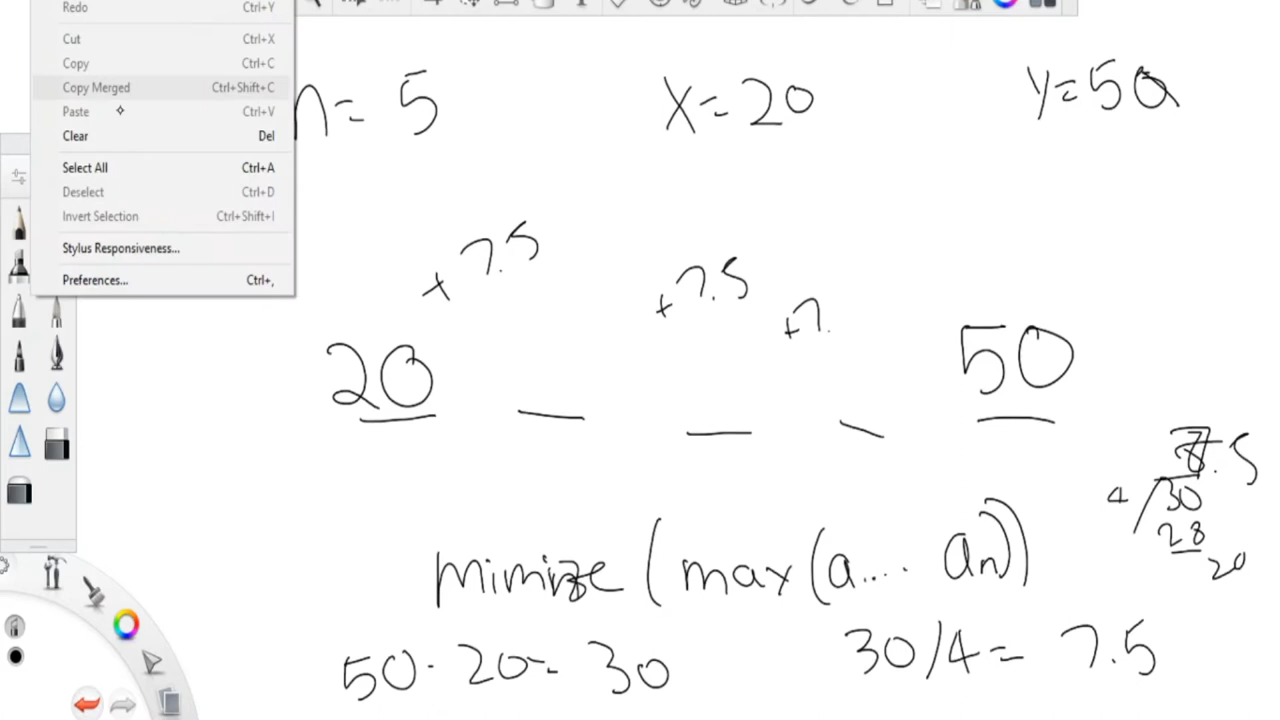 Redo Ctrl+Y
Cut Ctrl+X
Copy Ctrl+C
Copy Merged Ctrl+Shift+C
Paste Ctrl+V
Clear Del
Select All Ctrl+A
Deselect Ctrl+D
Invert Selection Ctrl+Shift+I
Stylus Responsiveness...
Preferences... Ctrl+,
n = 5 X = 20 Y = 50
+7.5 +7.5 +7.
20 50
7.5
4 30
28
20
minimize (max (a.... an))
50 - 20 = 30 30/4 = 7.5